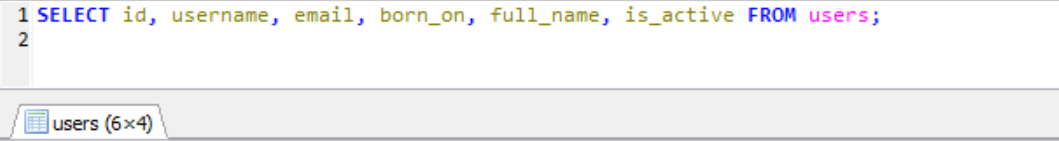 1 SELECT id, username, email, born_on, full_name, is_active FROM users;
2
users (6×4)